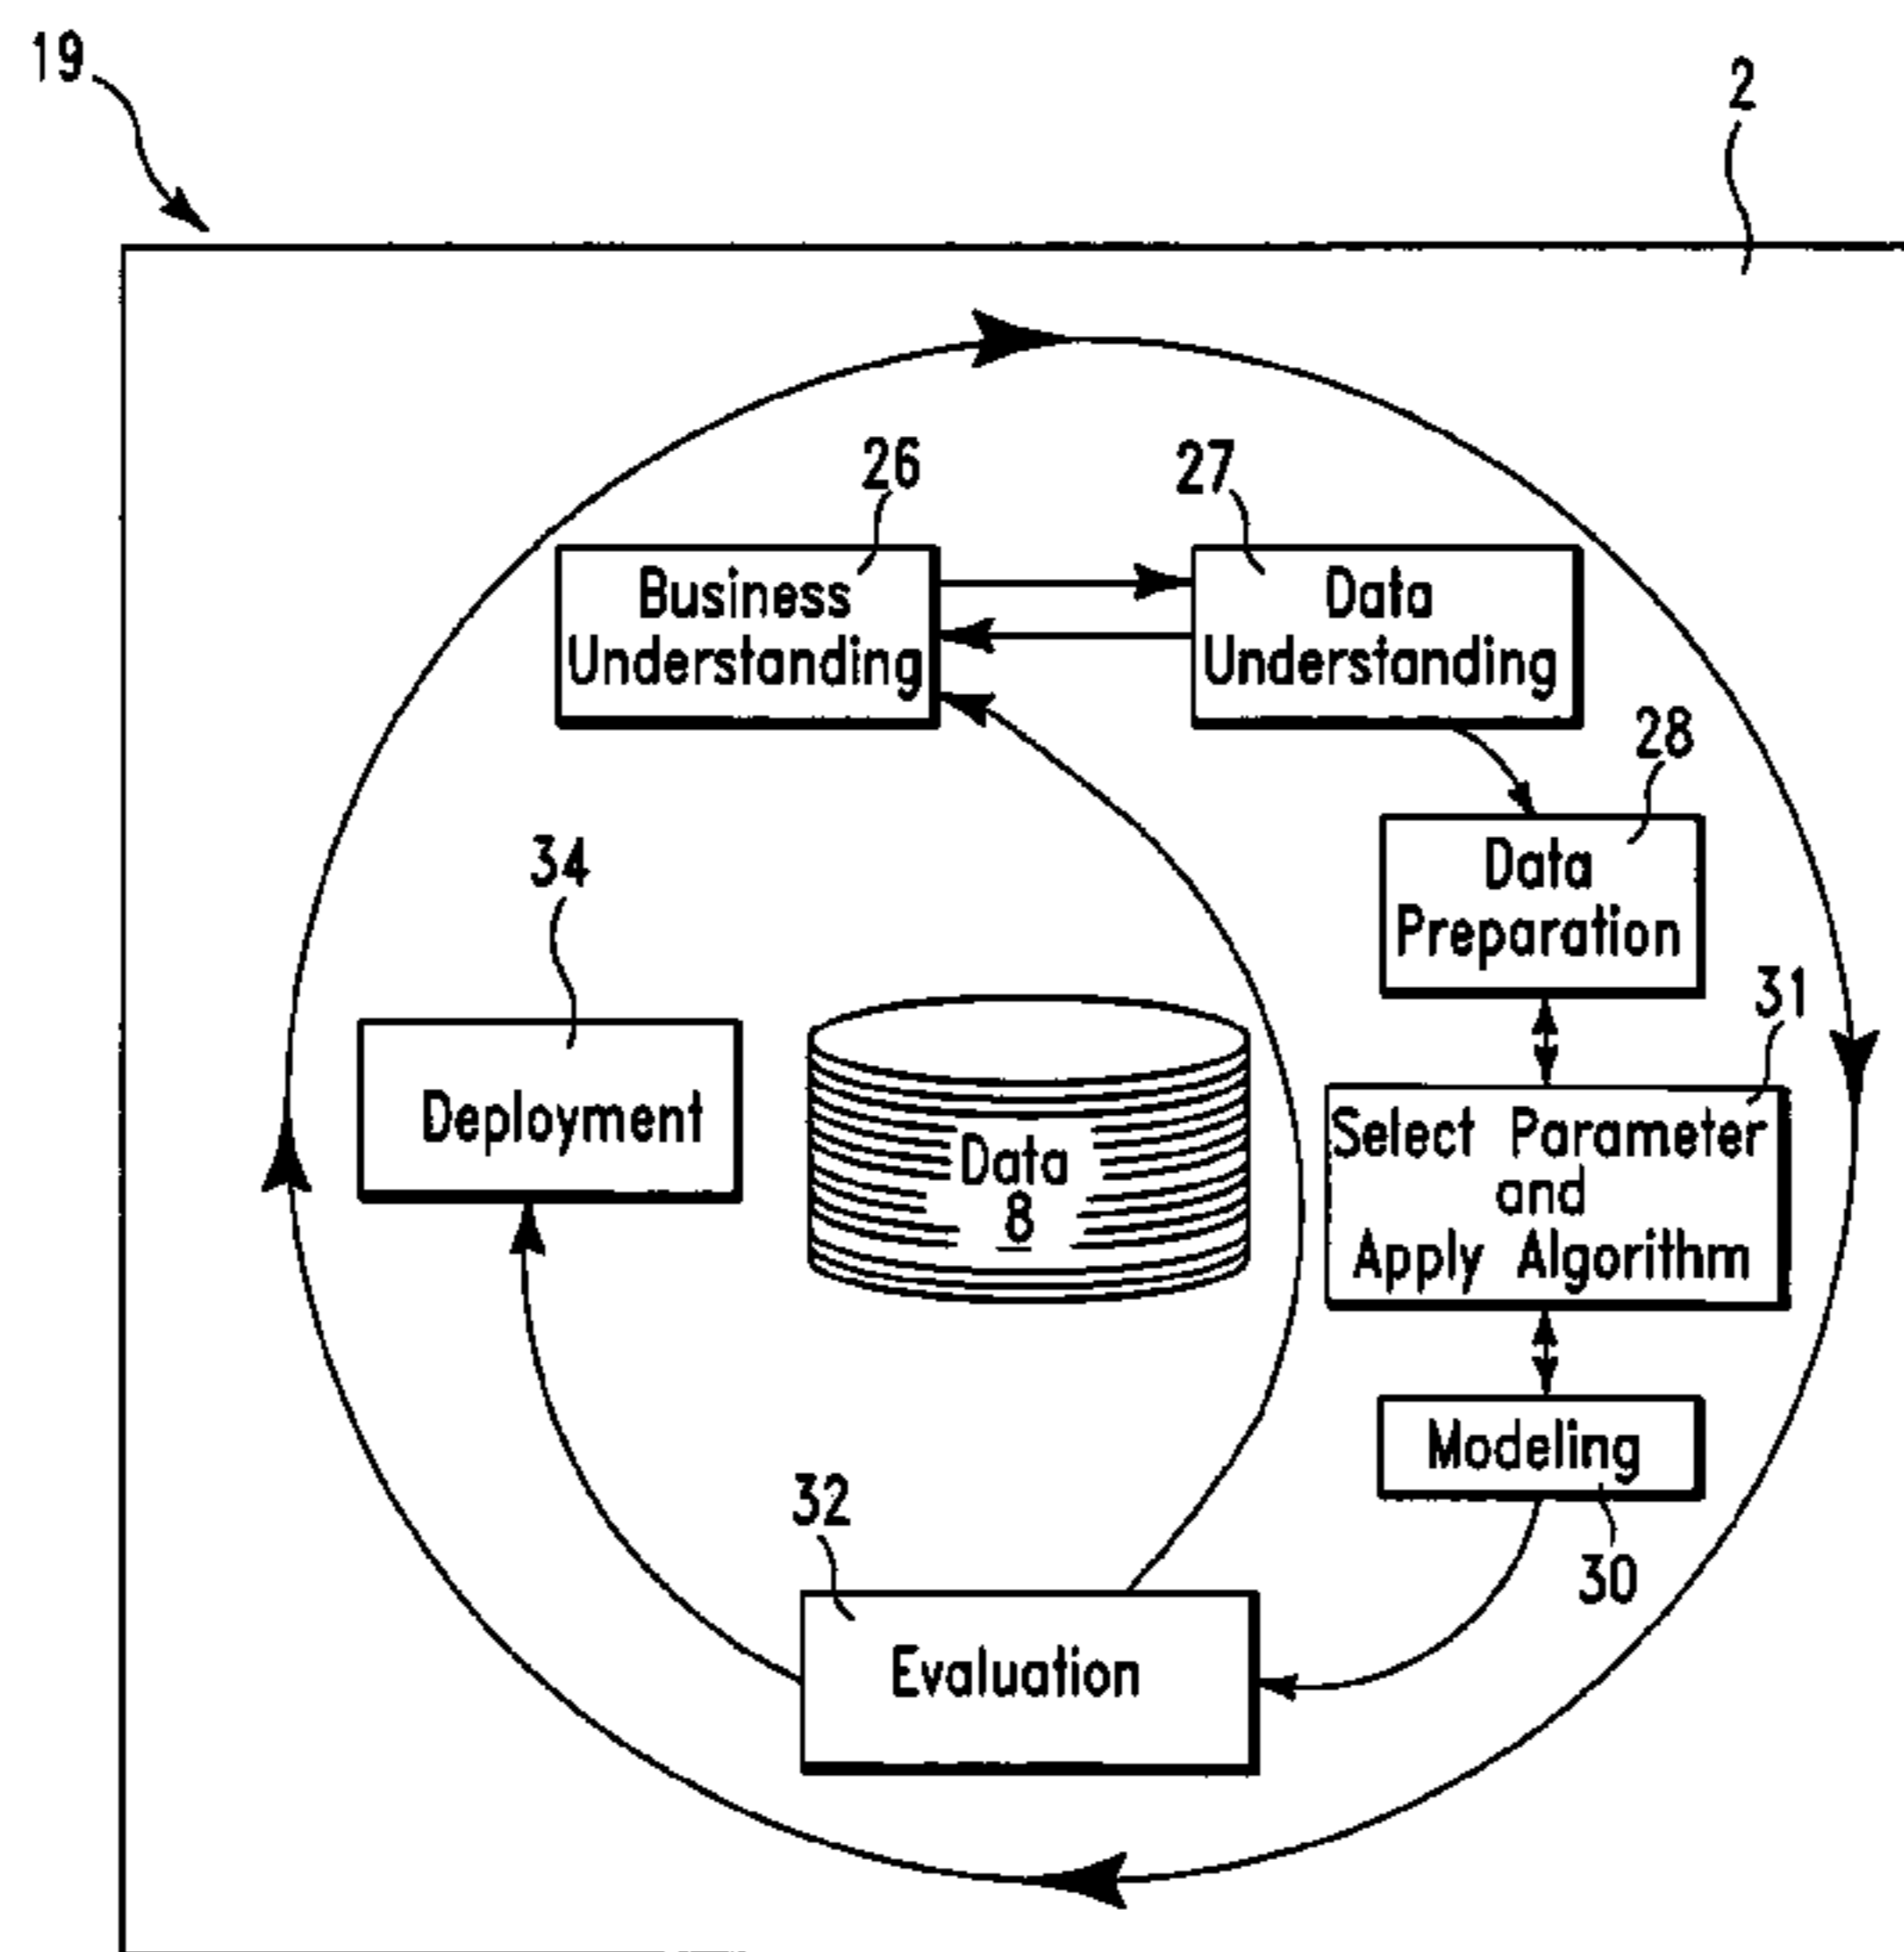 19
2
26
27
Business
Understanding
Data
Understanding
28
Data
Preparation
34
31
Deployment
Data
8
Select Parameter
and
Apply Algorithm
Modeling
30
32
Evaluation